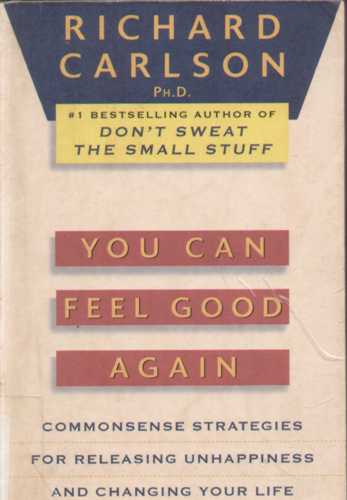 RICHARD
CARLSON
PH.D.
#1 BESTSELLING AUTHOR OF
DON'T SWEAT
THE SMALL STUFF
YOU CAN
FEEL GOOD
AGAIN
COMMONSENSE STRATEGIES
FOR RELEASING UNHAPPINESS
AND CHANGING YOUR LIFE